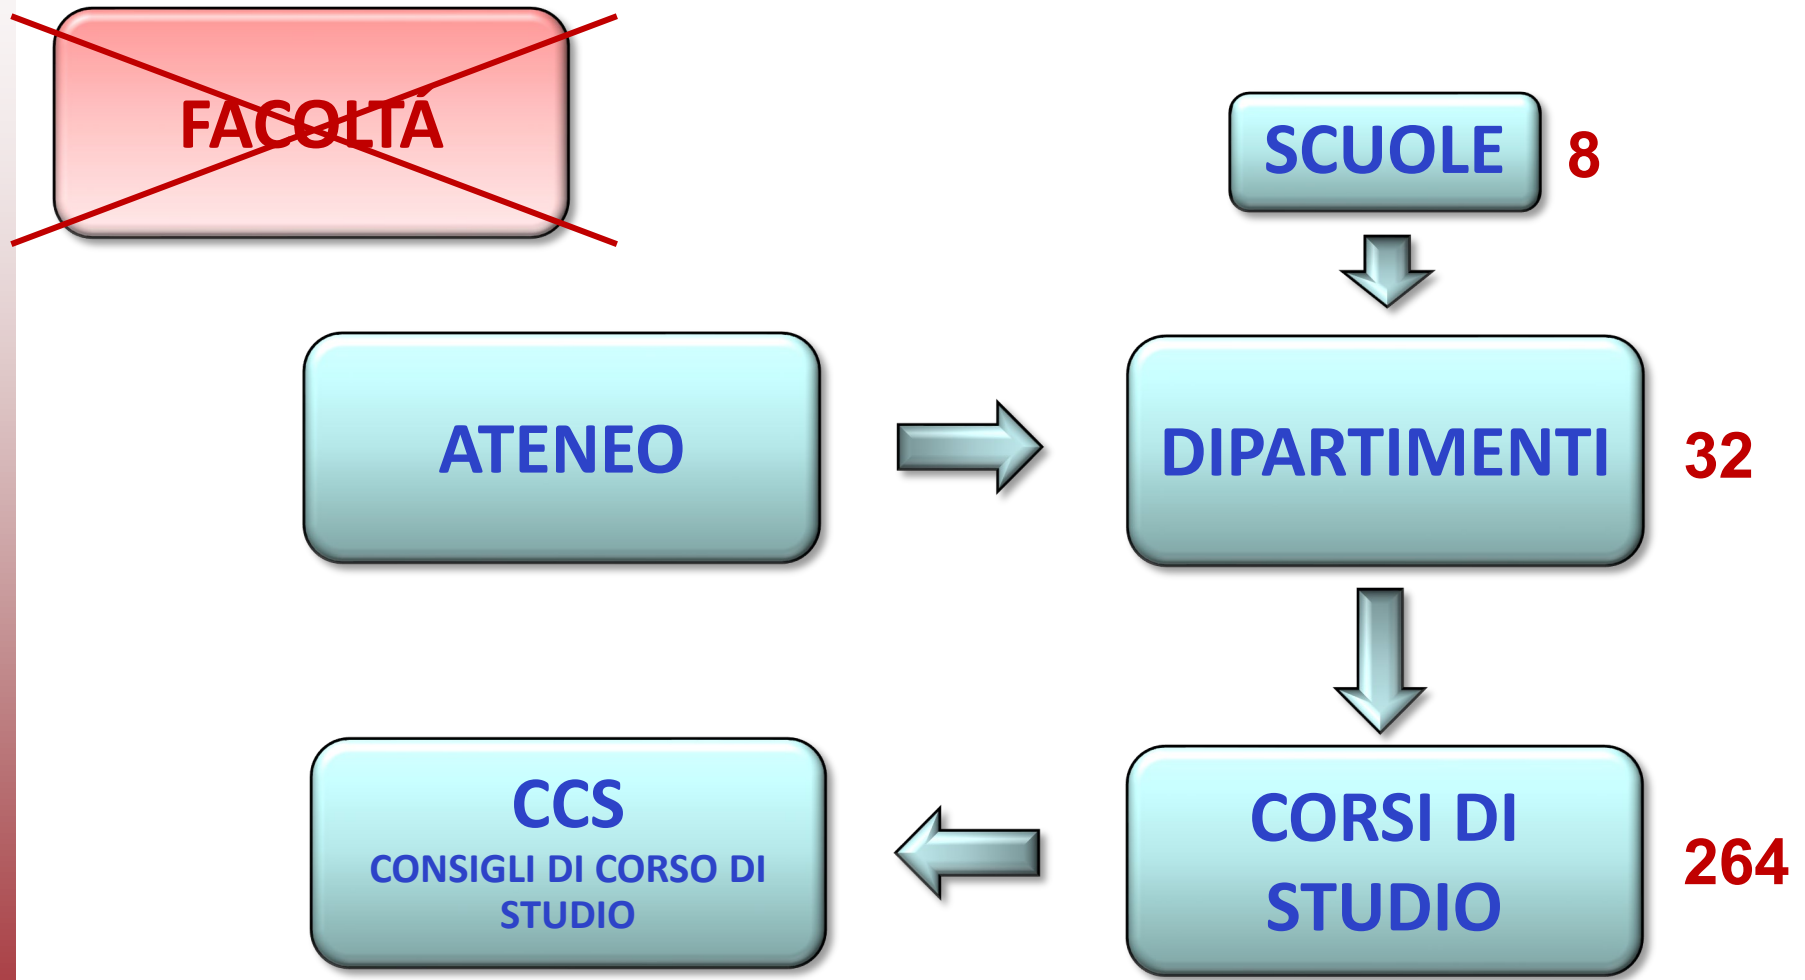 FACOLTÁ
SCUOLE
8
ATENEO
DIPARTIMENTI
32
CCS
CONSIGLI DI CORSO DI
STUDIO
CORSI DI
STUDIO
264